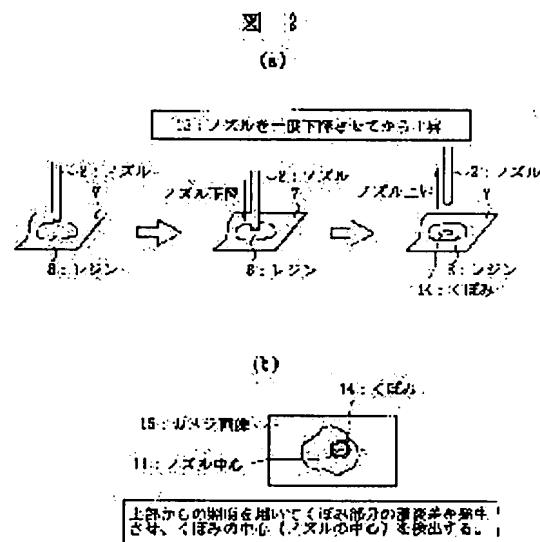 図
(a)
12：ノズルを一度下降させてから上昇
2：ノズル
7
8：レジン
ノズル下降
2：ノズル
7
8：レジン
ノズル上昇
2：ノズル
7
8：レジン
14：くぼみ
(b)
14：くぼみ
15：カメラ画像
11：ノズル中心
上部からの照明を用いてくぼみ部分の濃淡差を発生
させ、くぼみの中心（ノズルの中心）を検出する。